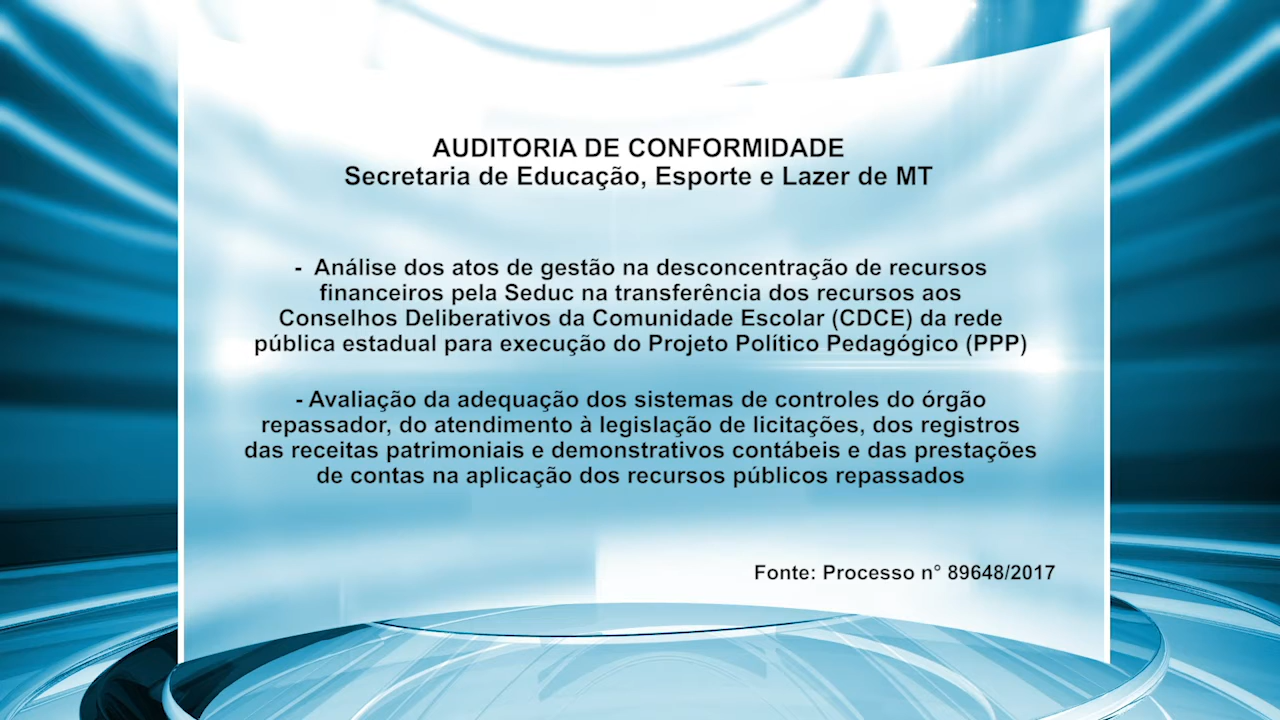 AUDITORIA DE CONFORMIDADE
Secretaria de Educação, Esporte e Lazer de MT
- Análise dos atos de gestão na desconcentração de recursos
financeiros pela Seduc na transferência dos recursos aos
Conselhos Deliberativos da Comunidade Escolar (CDCE) da rede
pública estadual para execução do Projeto Político Pedagógico (PPP)
- Avaliação da adequação dos sistemas de controles do órgão
repassador, do atendimento à legislação de licitações, dos registros
das receitas patrimoniais e demonstrativos contábeis e das prestações
de contas na aplicação dos recursos públicos repassados
Fonte: Processo n° 89648/2017